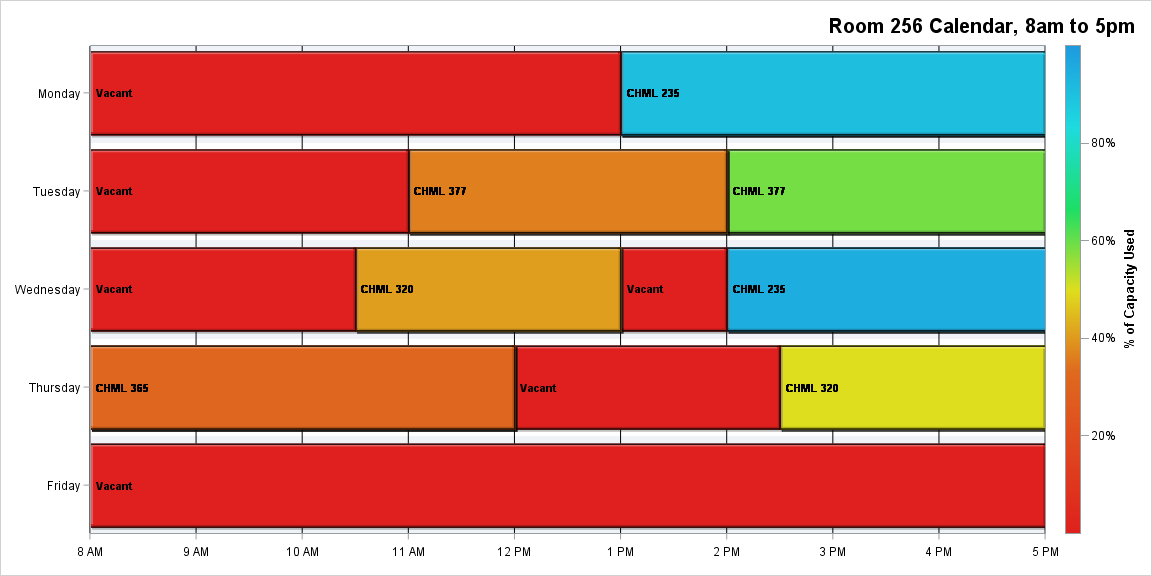 Room 256 Calendar, 8am to 5pm
Monday
Vacant
CHML 235
Tuesday
Vacant
CHML 377
CHML 377
Wednesday
Vacant
CHML 320
Vacant
CHML 235
Thursday
CHML 365
Vacant
CHML 320
Friday
Vacant
8 AM
9 AM
10 AM
11 AM
12 PM
1 PM
2 PM
3 PM
4 PM
5 PM
80%
60%
40%
20%
% of Capacity Used